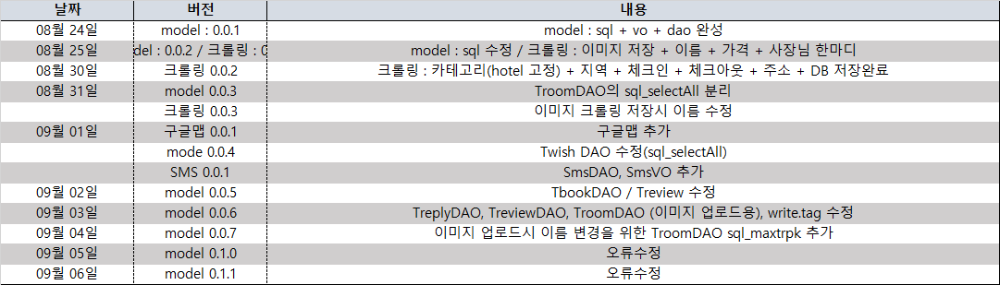 날짜 버전 내용
08월 24일 model : 0.0.1 model : sql + vo + dao 완성
08월 25일 del : 0.0.2 / 크롤링 : 0 model : sql 수정 / 크롤링 : 이미지 저장 + 이름 + 가격 + 사장님 한마디
08월 30일 크롤링 0.0.2 크롤링 : 카테고리(hotel 고정) + 지역 + 체크인 + 체크아웃 + 주소 + DB 저장완료
08월 31일 model 0.0.3 TroomDAO의 sql_selectAll 분리
크롤링 0.0.3 이미지 크롤링 저장시 이름 수정
09월 01일 구글맵 0.0.1 구글맵 추가
mode 0.0.4 Twish DAO 수정(sql_selectAll)
SMS 0.0.1 SmsDAO, SmsVO 추가
09월 02일 model 0.0.5 TbookDAO / Treview 수정
09월 03일 model 0.0.6 TreplyDAO, TreviewDAO, TroomDAO (이미지 업로드용), write.tag 수정
09월 04일 model 0.0.7 이미지 업로드시 이름 변경을 위한 TroomDAO sql_maxtrpk 추가
09월 05일 model 0.1.0 오류수정
09월 06일 model 0.1.1 오류수정